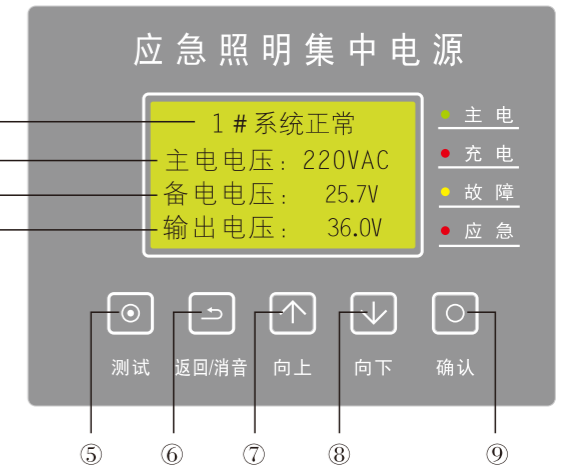 应急照明集中电源
1#系统正常
主电电压：220VAC
备电电压：25.7V
输出电压：36.0V
主电
充电
故障
应急
测试 返回/消音 向上 向下 确认
⑤ ⑥ ⑦ ⑧ ⑨